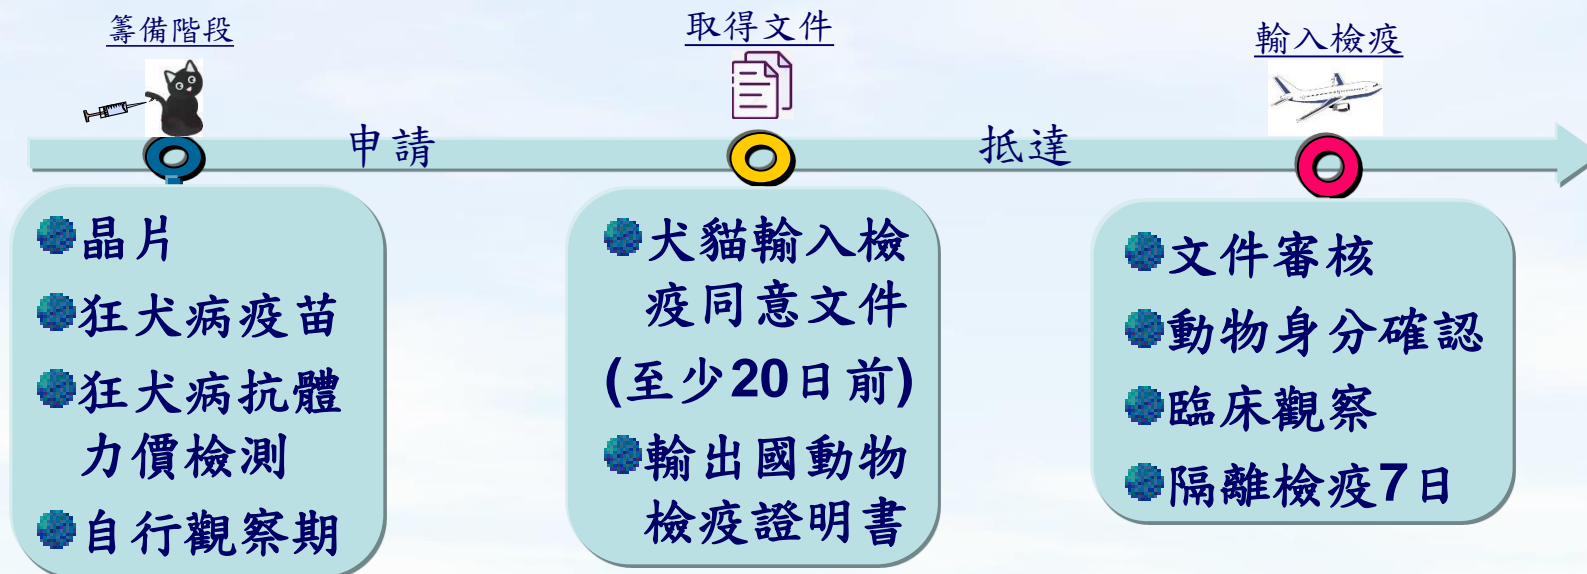 籌備階段
取得文件
輸入檢疫
申請
抵達
晶片
狂犬病疫苗
狂犬病抗體
力價檢測
自行觀察期
犬貓輸入檢
疫同意文件
(至少20日前)
輸出國動物
檢疫證明書
文件審核
動物身分確認
臨床觀察
隔離檢疫7日